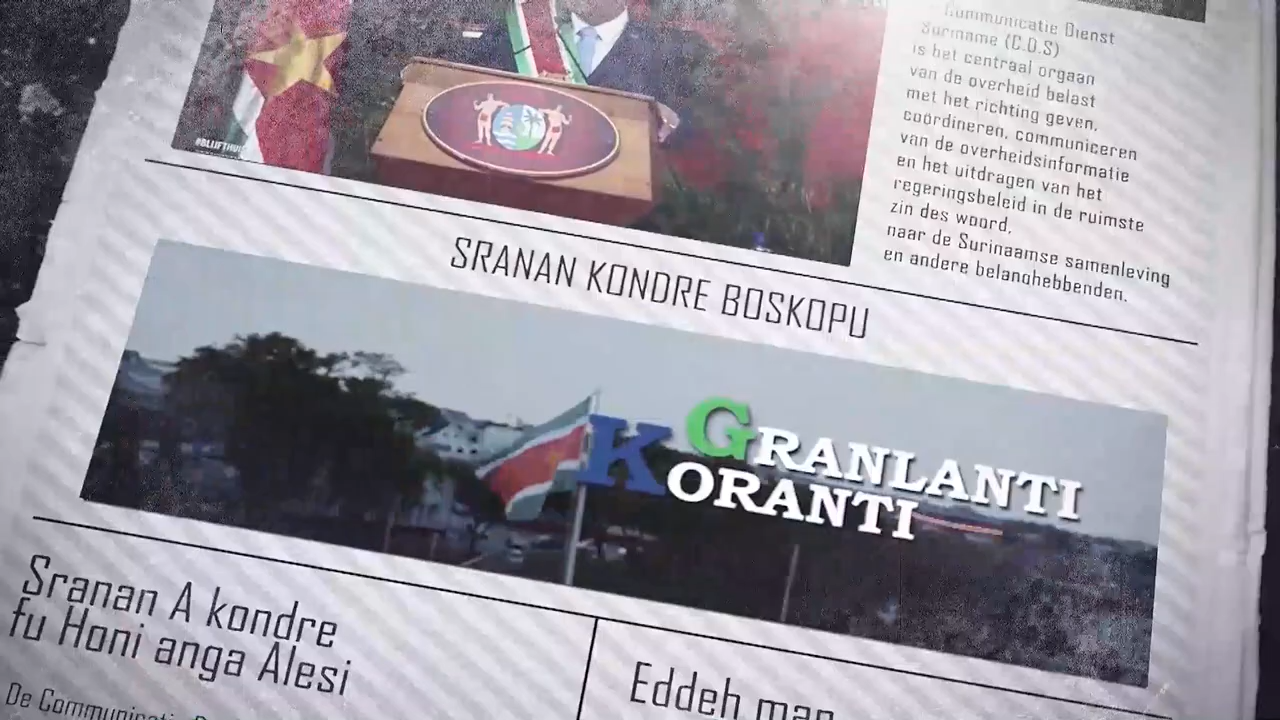 Communicatie Dienst
Suriname (C.D.S)
is het centraal orgaan
van de overheid belast
met het richting geven,
coördineren, communiceren
van de overheidsinformatie
en het uitdragen van het
regeringsbeleid in de ruimste
zin des woord,
naar de Surinaamse samenleving
en andere belanghebbenden.
SRANAN KONDRE BOSKOPU
GRANLANTI
KORANTI
Sranan A kondre
fu Honi anga Alesi
De
Eddeh man